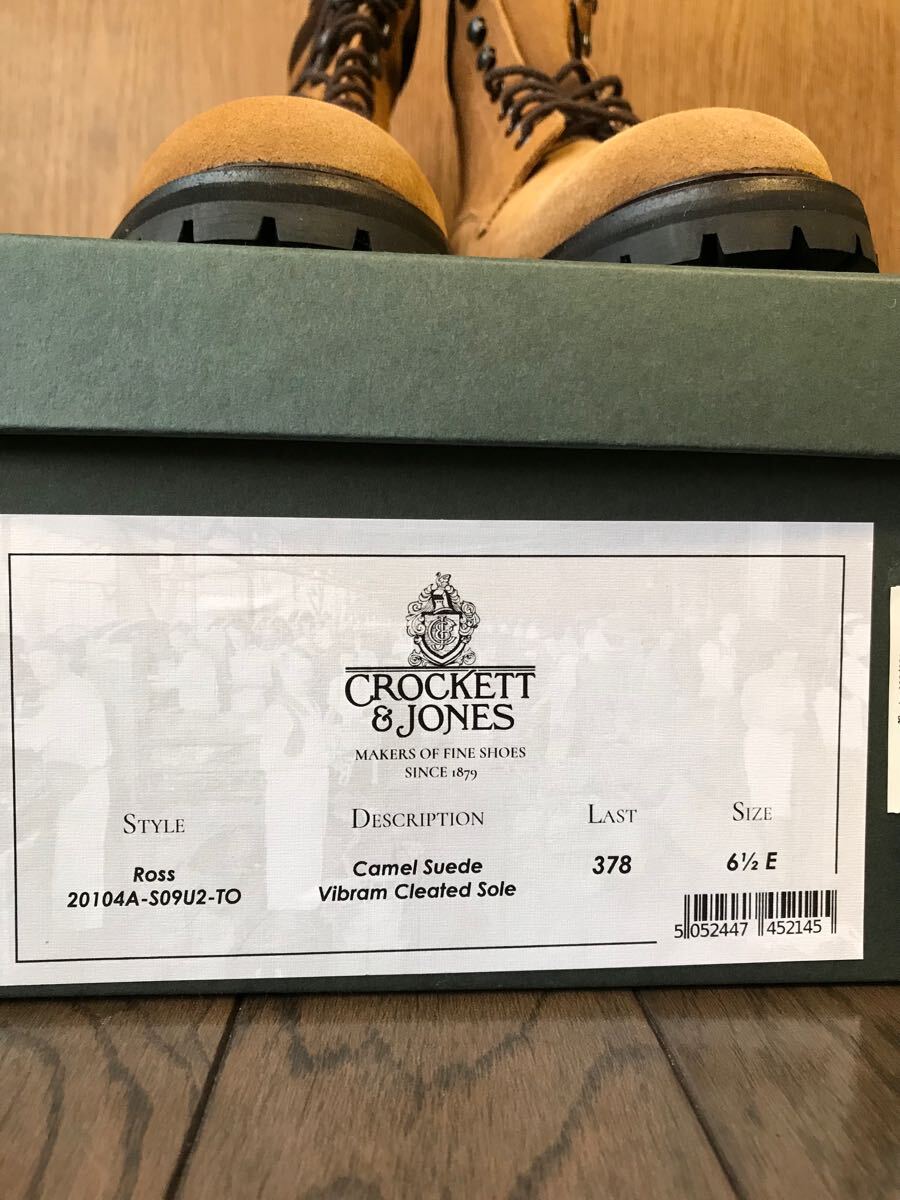 CROCKETT
& JONES
MAKERS OF FINE SHOES
SINCE 1879
STYLE
Ross
20104A-S09U2-TO
DESCRIPTION
Camel Suede
Vibram Cleated Sole
LAST
378
SIZE
6½ E
5 052447 452145